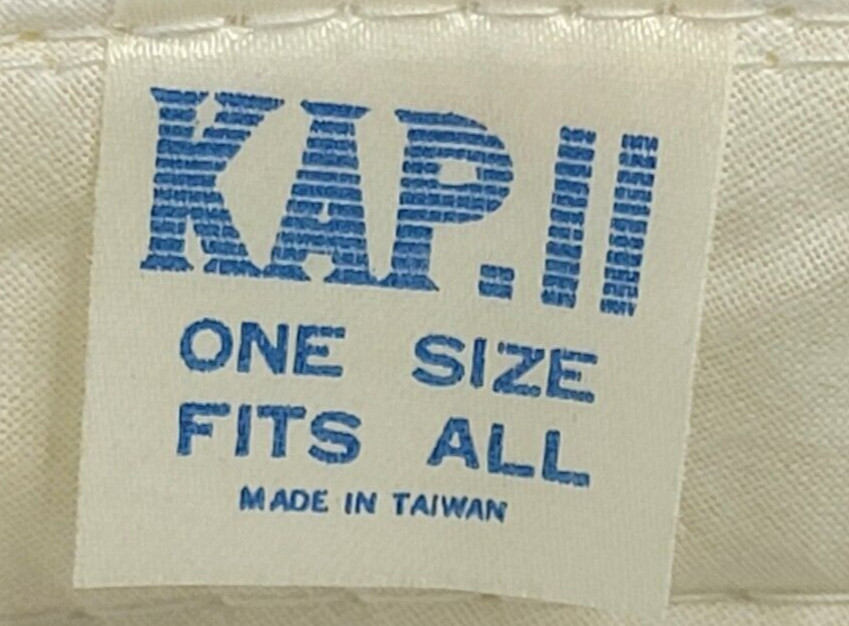 KAP.II
ONE SIZE
FITS ALL
MADE IN TAIWAN